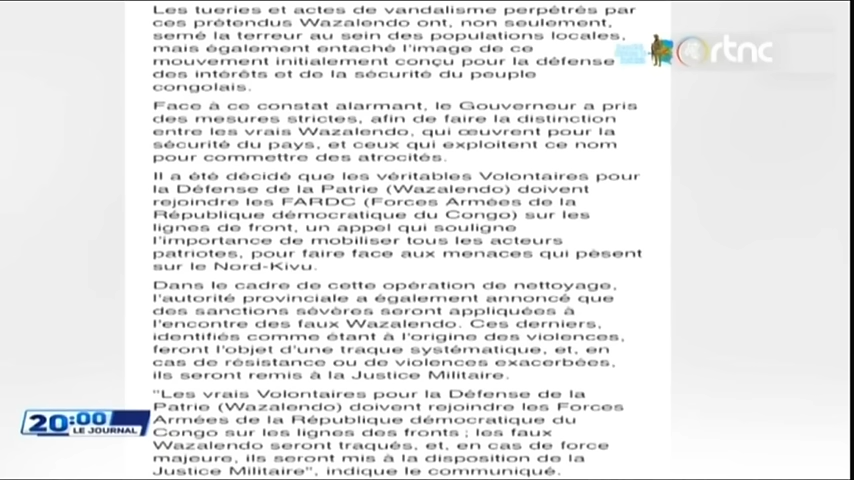 Les tueries et actes de vandalisme perpétrés par
ces prétendus Wazalendo ont, non seulement,
semé la terreur au sein des populations locales,
mais également entaché l'image de ce
mouvement initialement conçu pour la défense
des intérêts et de la sécurité du peuple
congolais.
rtnc
Face à ce constat alarmant, le Gouverneur a pris
des mesures strictes, afin de faire la distinction
entre les vrais Wazalendo, qui œuvrent pour la
sécurité du pays, et ceux qui exploitent ce nom
pour commettre des atrocités.
Il a été décidé que les véritables Volontaires pour
la Défense de la Patrie (Wazalendo) doivent
rejoindre les FARDC (Forces Armées de la
République démocratique du Congo) sur les
lignes de front, un appel qui souligne
l'importance de mobiliser tous les acteurs
patriotes, pour faire face aux menaces qui pèsent
sur le Nord-Kivu.
Dans le cadre de cette opération de nettoyage,
l'autorité provinciale a également annoncé que
des sanctions sévères seront appliquées à
l'encontre des faux Wazalendo. Ces derniers,
identifiés comme étant à l'origine des violences,
feront l'objet d'une traque systématique, et, en
cas de résistance ou de violences exacerbées,
ils seront remis à la Justice Militaire.
"Les vrais Volontaires pour la Défense de la
Patrie (Wazalendo) doivent rejoindre les Forces
Armées de la République démocratique du
Congo sur les lignes des fronts ; les faux
Wazalendo seront traqués, et, en cas de force
majeure, ils seront mis à la disposition de la
Justice Militaire", indique le communiqué.
20:00
LE JOURNAL